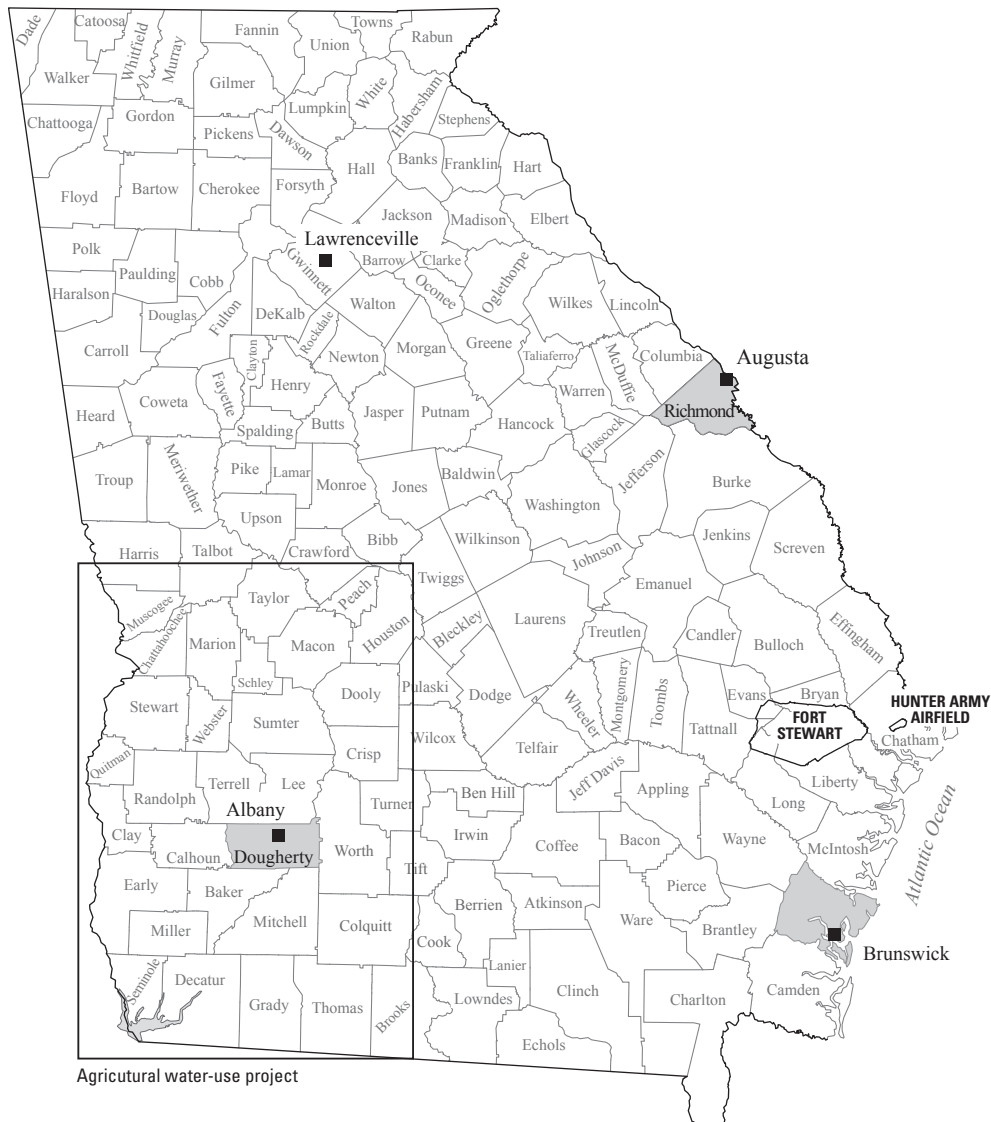 Dade
Catoosa
Whitfield
Murray
Fannin
Towns
Union
Rabun
Walker
Gilmer
White
Habersham
Lumpkin
Chattooga
Gordon
Pickens
Dawson
Stephens
Hall
Banks
Franklin
Hart
Floyd
Bartow
Cherokee
Forsyth
Jackson
Madison
Elbert
Lawrenceville
Polk
Paulding
Cobb
Gwinnett
Barrow
Clarke
Oconee
Oglethorpe
Haralson
Douglas
Fulton
DeKalb
Rockdale
Walton
Wilkes
Lincoln
Carroll
Clayton
Newton
Morgan
Greene
Taliaferro
McDuffie
Columbia
Augusta
Heard
Coweta
Fayette
Henry
Butts
Jasper
Putnam
Hancock
Warren
Glascock
Richmond
Spalding
Troup
Meriwether
Pike
Lamar
Monroe
Jones
Baldwin
Washington
Jefferson
Burke
Upson
Harris
Talbot
Crawford
Bibb
Wilkinson
Johnson
Jenkins
Screven
Twiggs
Emanuel
Muscogee
Chattahoochee
Marion
Taylor
Peach
Macon
Houston
Bleckley
Laurens
Treutlen
Candler
Bulloch
Effingham
Schley
Stewart
Webster
Sumter
Dooly
Pulaski
Dodge
Wheeler
Montgomery
Toombs
Tattnall
Evans
Bryan
HUNTER ARMY
AIRFIELD
FORT
STEWART
Chatham
Quitman
Crisp
Wilcox
Telfair
Jeff Davis
Appling
Long
Liberty
Randolph
Terrell
Lee
Turner
Ben Hill
Albany
Clay
Calhoun
Dougherty
Worth
Tift
Irwin
Coffee
Bacon
Wayne
McIntosh
Atlantic Ocean
Early
Baker
Mitchell
Colquitt
Berrien
Atkinson
Ware
Pierce
Brantley
Brunswick
Miller
Cook
Lanier
Seminole
Decatur
Grady
Thomas
Brooks
Lowndes
Clinch
Charlton
Camden
Echols
Agricutural water-use project